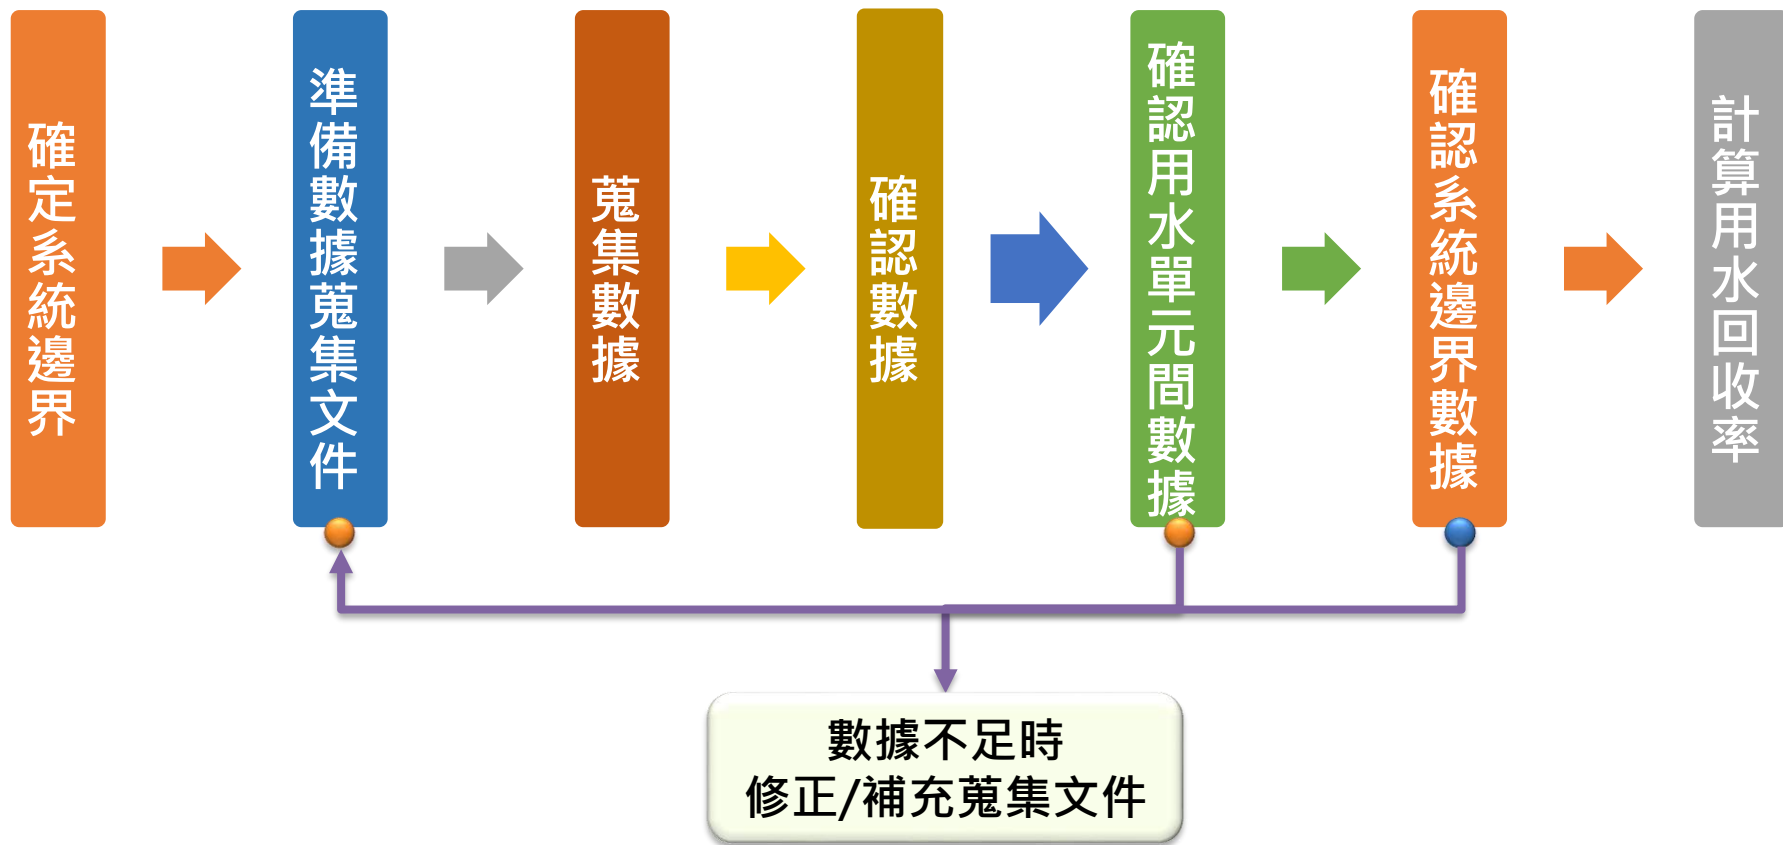 確定系統邊界
準備數據蒐集文件
蒐集數據
確認數據
確認用水單元間數據
確認系統邊界數據
計算用水回收率
數據不足時
修正/補充蒐集文件